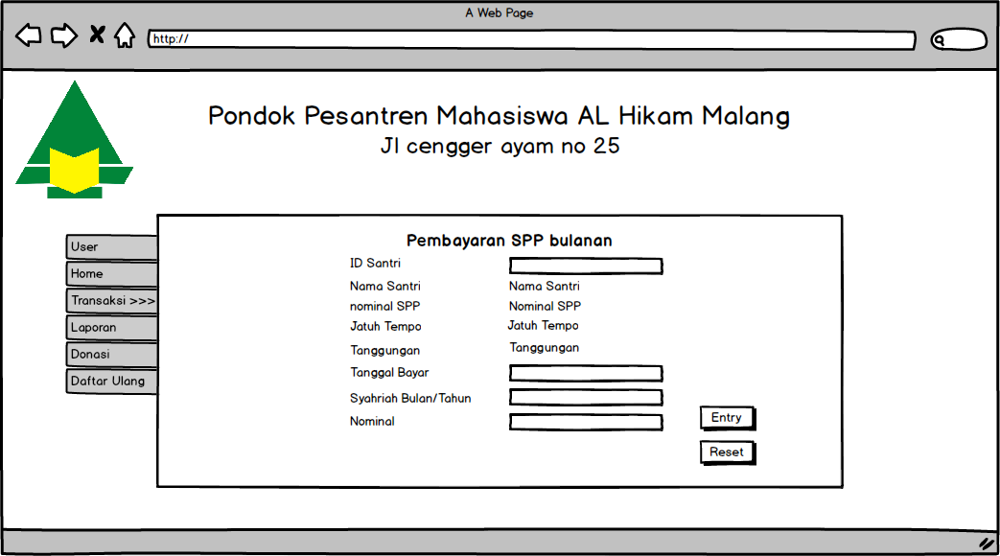 A Web Page
http://
Pondok Pesantren Mahasiswa AL Hikam Malang
Jl cengger ayam no 25
User
Home
Transaksi >>>
Laporan
Donasi
Daftar Ulang
Pembayaran SPP bulanan
ID Santri
Nama Santri Nama Santri
nominal SPP Nominal SPP
Jatuh Tempo Jatuh Tempo
Tanggungan Tanggungan
Tanggal Bayar
Syahriah Bulan/Tahun
Nominal
Entry
Reset